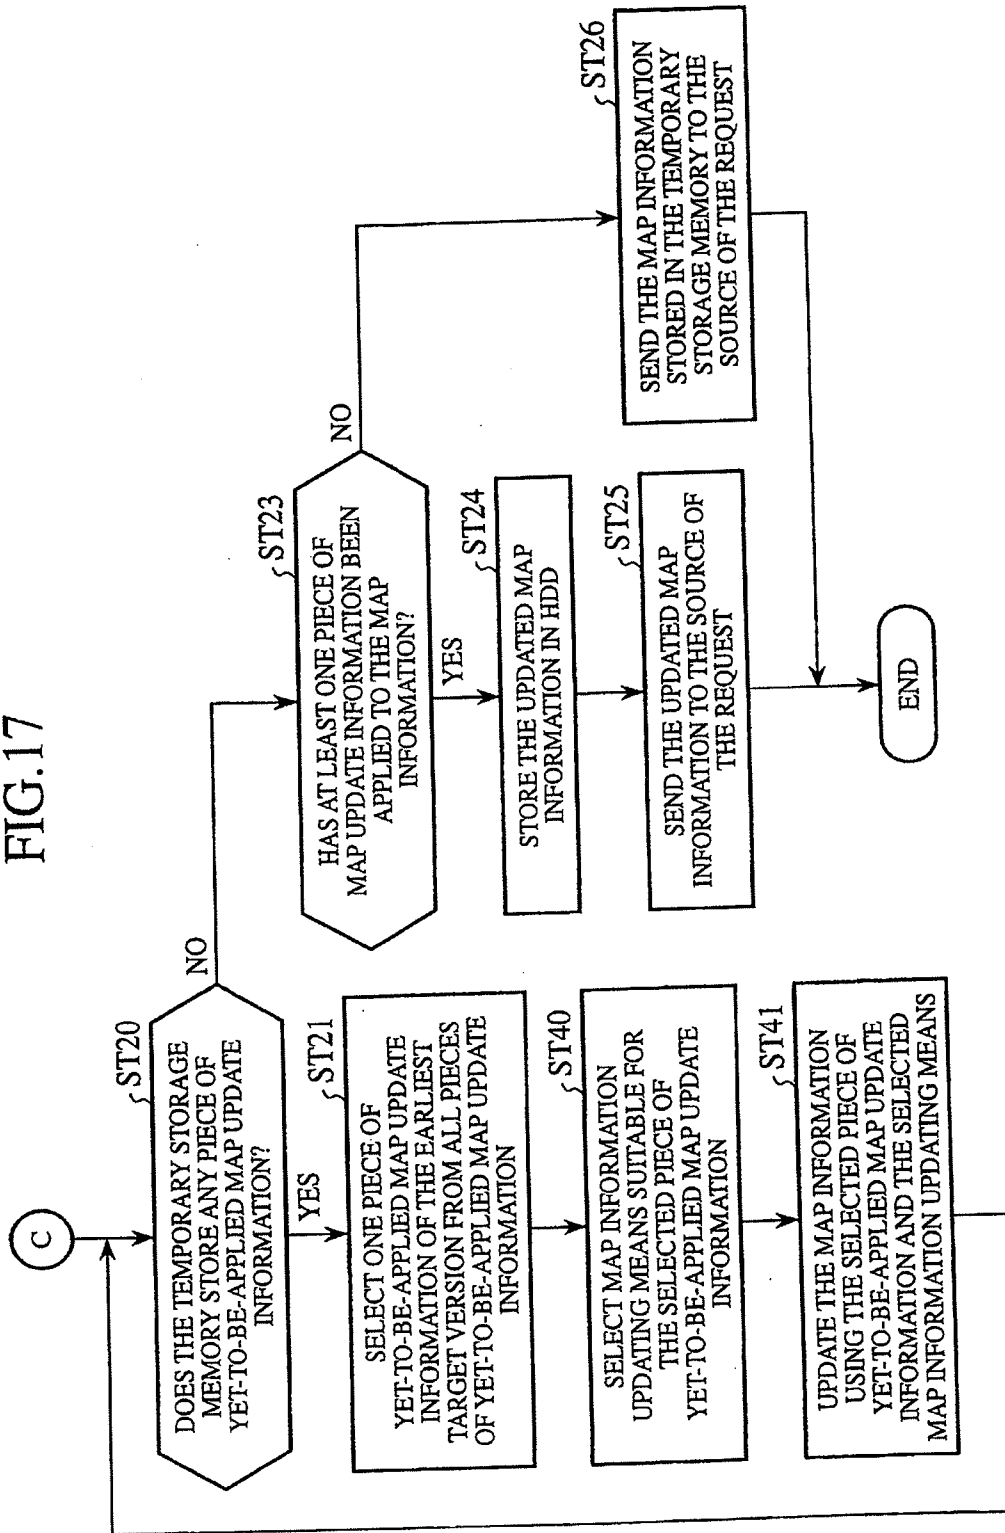 FIG.17
C
ST20
DOES THE TEMPORARY STORAGE
MEMORY STORE ANY PIECE OF
YET-TO-BE-APPLIED MAP UPDATE
INFORMATION?
NO
YES
ST21
SELECT ONE PIECE OF
YET-TO-BE-APPLIED MAP UPDATE
INFORMATION OF THE EARLIEST
TARGET VERSION FROM ALL PIECES
OF YET-TO-BE-APPLIED MAP UPDATE
INFORMATION
ST40
SELECT MAP INFORMATION
UPDATING MEANS SUITABLE FOR
THE SELECTED PIECE OF
YET-TO-BE-APPLIED MAP UPDATE
INFORMATION
ST41
UPDATE THE MAP INFORMATION
USING THE SELECTED PIECE OF
YET-TO-BE-APPLIED MAP UPDATE
INFORMATION AND THE SELECTED
MAP INFORMATION UPDATING MEANS
ST23
HAS AT LEAST ONE PIECE OF
MAP UPDATE INFORMATION BEEN
APPLIED TO THE MAP
INFORMATION?
NO
YES
ST24
STORE THE UPDATED MAP
INFORMATION IN HDD
ST25
SEND THE UPDATED MAP
INFORMATION TO THE SOURCE OF
THE REQUEST
ST26
SEND THE MAP INFORMATION
STORED IN THE TEMPORARY
STORAGE MEMORY TO THE
SOURCE OF THE REQUEST
END